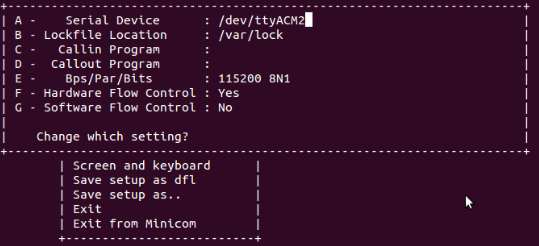 +-----------------------------------------------------------------------+
| A -    Serial Device      : /dev/ttyACM2                              |
| B - Lockfile Location     : /var/lock                                 |
| C -   Callin Program      :                                           |
| D -  Callout Program      :                                           |
| E -    Bps/Par/Bits       : 115200 8N1                                |
| F - Hardware Flow Control : Yes                                       |
| G - Software Flow Control : No                                        |
|                                                                       |
|    Change which setting?                                              |
+-----------------------------------------------------------------------+
| Screen and keyboard      |
| Save setup as dfl        |
| Save setup as..          |
| Exit                     |
| Exit from Minicom        |
+--------------------------+